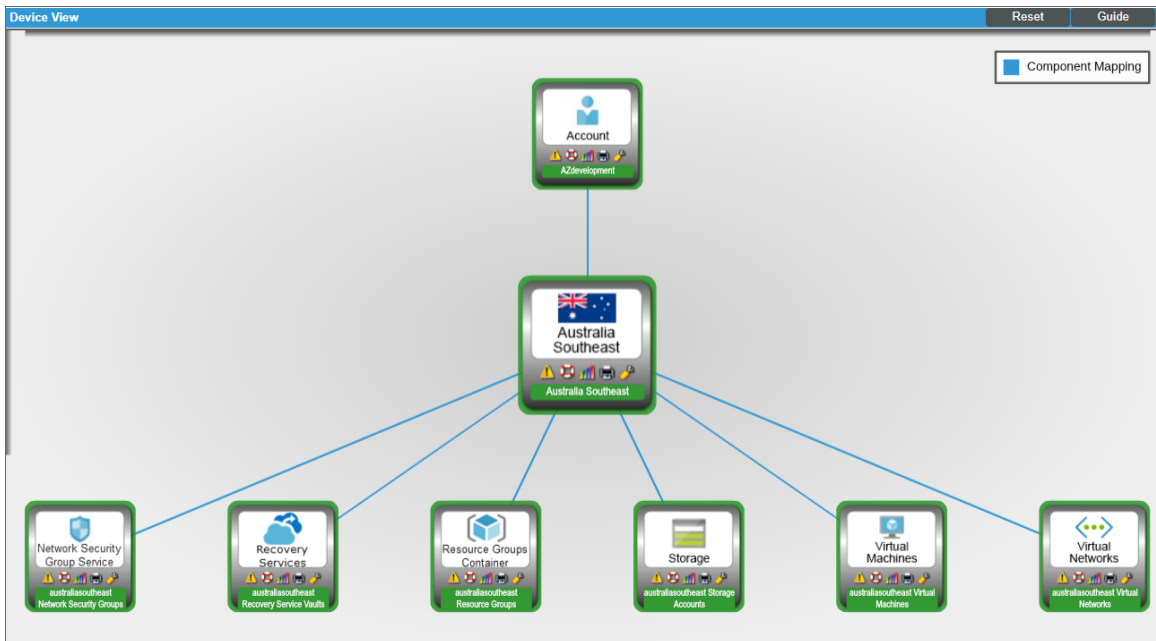 Device View
Reset
Guide
Component Mapping
Account
AZdevelopment
Australia
Southeast
Australia Southeast
Network Security
Group Service
australiasoutheast
Network Security Groups
Recovery
Services
australiasoutheast
Recovery Service Vaults
Resource Groups
Container
australiasoutheast
Resource Groups
Storage
australiasoutheast Storage
Accounts
Virtual
Machines
australiasoutheast Virtual
Machines
Virtual
Networks
australiasoutheast Virtual
Networks